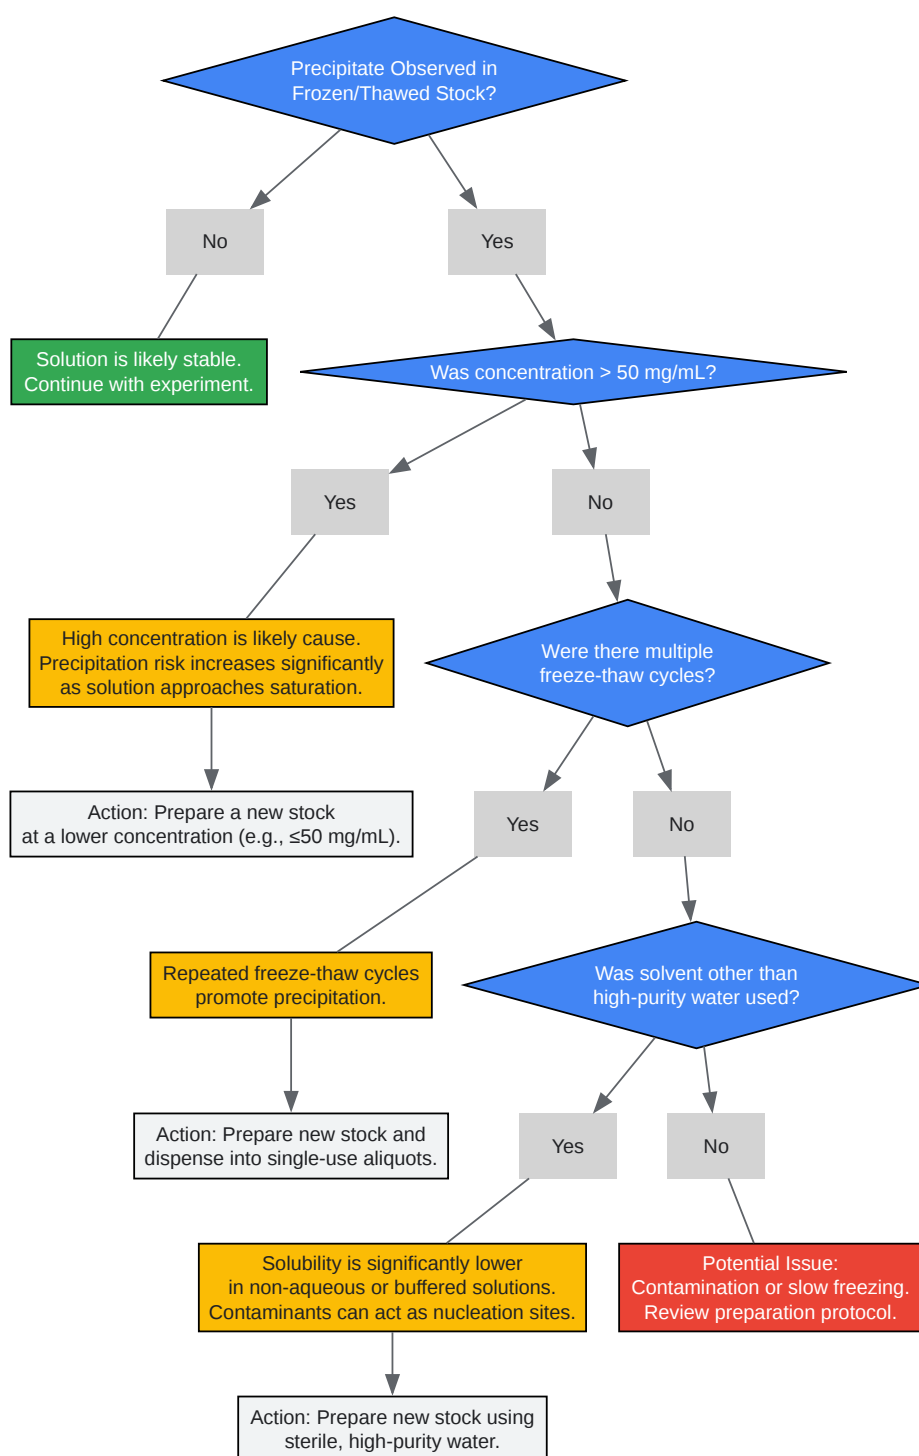 Precipitate Observed in
Frozen/Thawed Stock?
No
Yes
Solution is likely stable.
Continue with experiment.
Was concentration > 50 mg/mL?
Yes
No
High concentration is likely cause.
Precipitation risk increases significantly
as solution approaches saturation.
Were there multiple
freeze-thaw cycles?
Action: Prepare a new stock
at a lower concentration (e.g., ≤50 mg/mL).
Yes
No
Repeated freeze-thaw cycles
promote precipitation.
Was solvent other than
high-purity water used?
Action: Prepare new stock and
dispense into single-use aliquots.
Yes
No
Solubility is significantly lower
in non-aqueous or buffered solutions.
Contaminants can act as nucleation sites.
Potential Issue:
Contamination or slow freezing.
Review preparation protocol.
Action: Prepare new stock using
sterile, high-purity water.